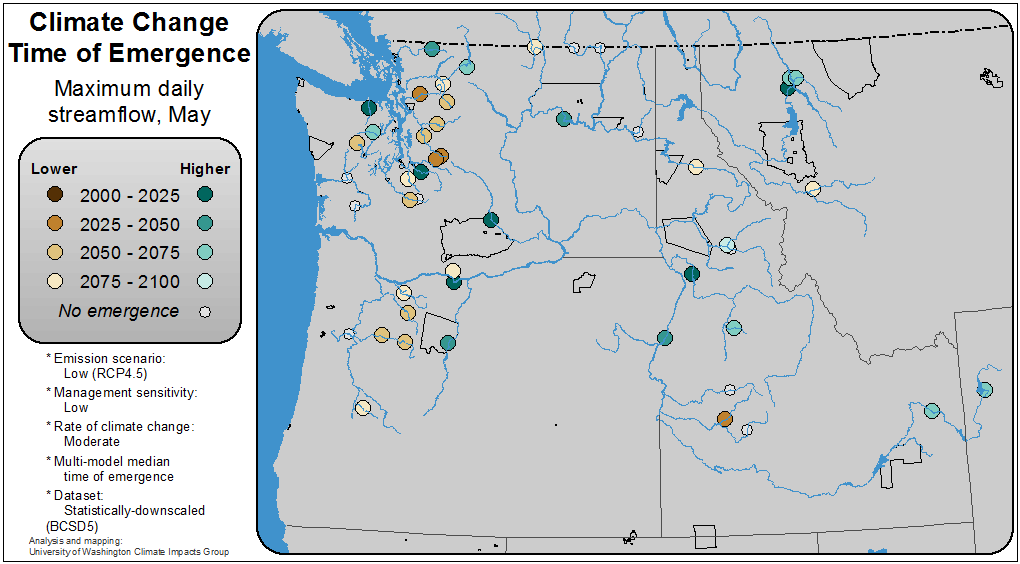 Climate Change
Time of Emergence
Maximum daily
streamflow, May
Lower Higher
2000 - 2025
2025 - 2050
2050 - 2075
2075 - 2100
No emergence
* Emission scenario:
Low (RCP4.5)
* Management sensitivity:
Low
* Rate of climate change:
Moderate
* Multi-model median
time of emergence
* Dataset:
Statistically-downscaled
(BCSD5)
Analysis and mapping:
University of Washington Climate Impacts Group